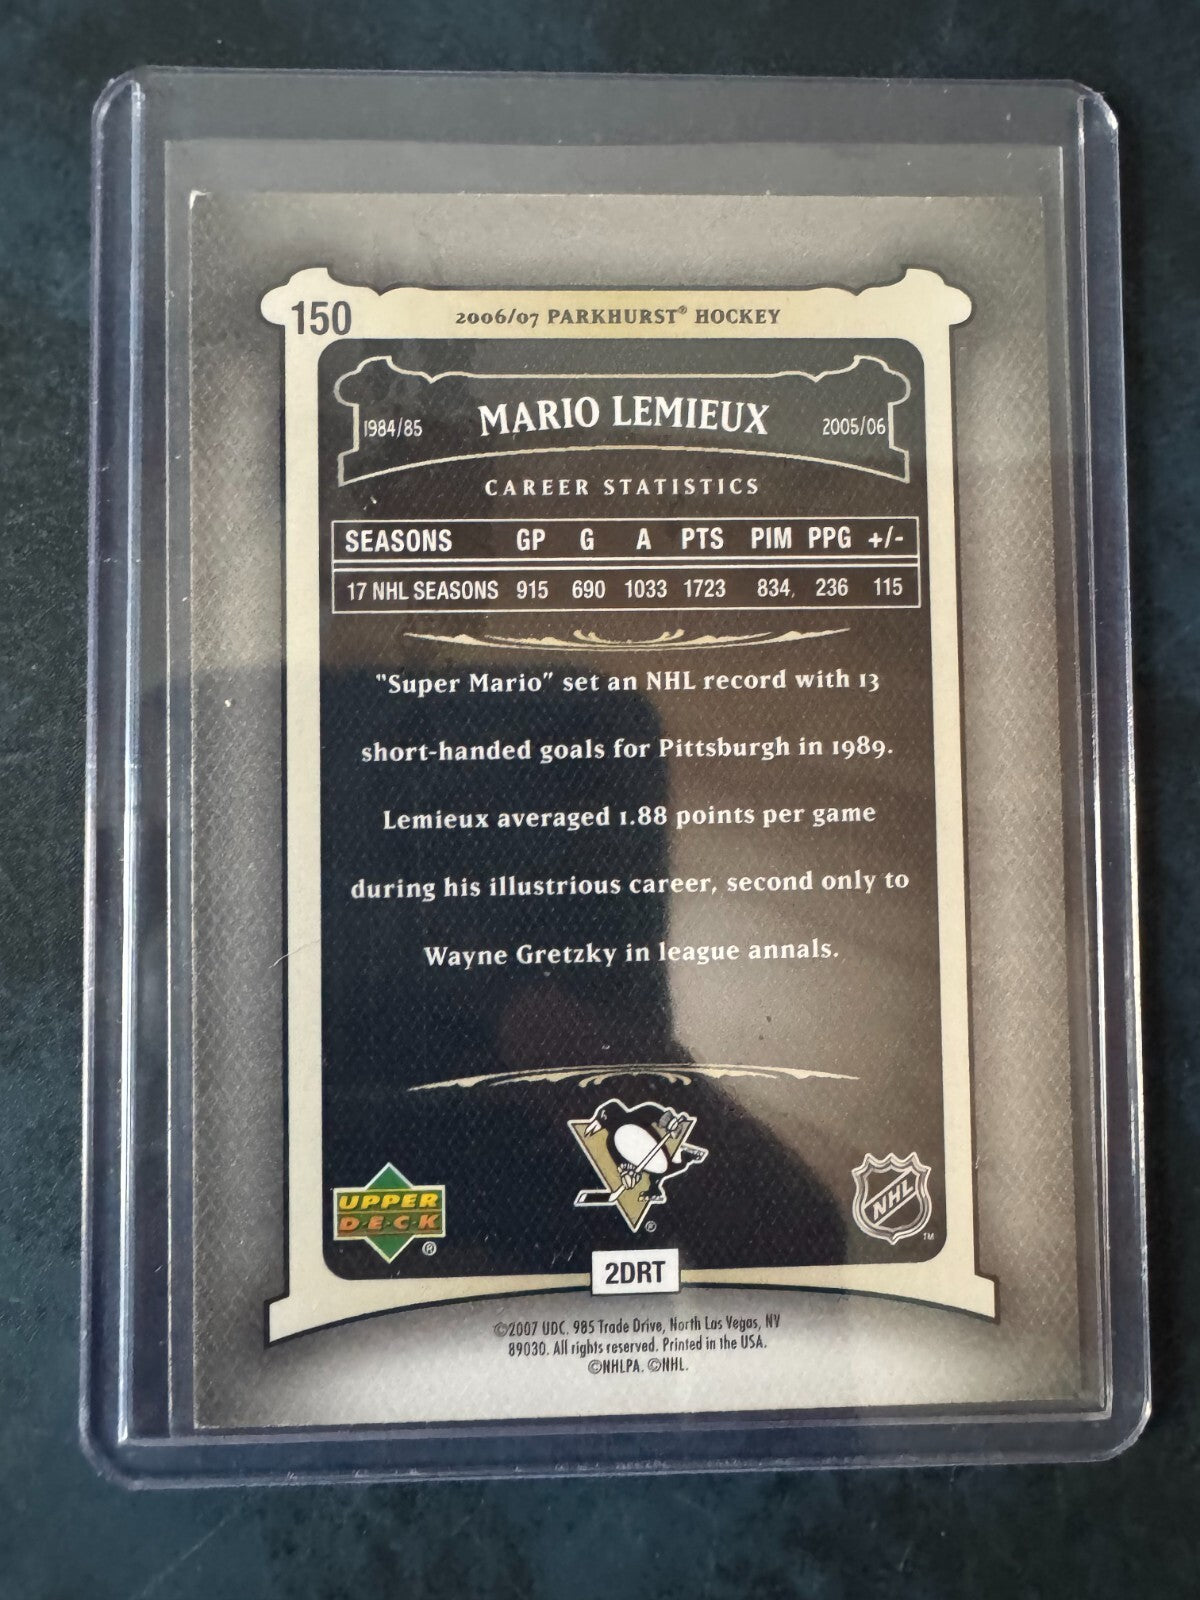 150
2006/07 PARKHURST® HOCKEY
1984/85 MARIO LEMIEUX 2005/06
CAREER STATISTICS
SEASONS GP G A PTS PIM PPG +/-
17 NHL SEASONS 915 690 1033 1723 834 236 115
"Super Mario" set an NHL record with 13
short-handed goals for Pittsburgh in 1989.
Lemieux averaged 1.88 points per game
during his illustrious career, second only to
Wayne Gretzky in league annals.
UPPER
D·E·C·K
®
®
NHL
TM
2DRT
©2007 UDC. 985 Trade Drive, North Las Vegas, NV
89030. All rights reserved. Printed in the USA.
©NHLPA. ©NHL.